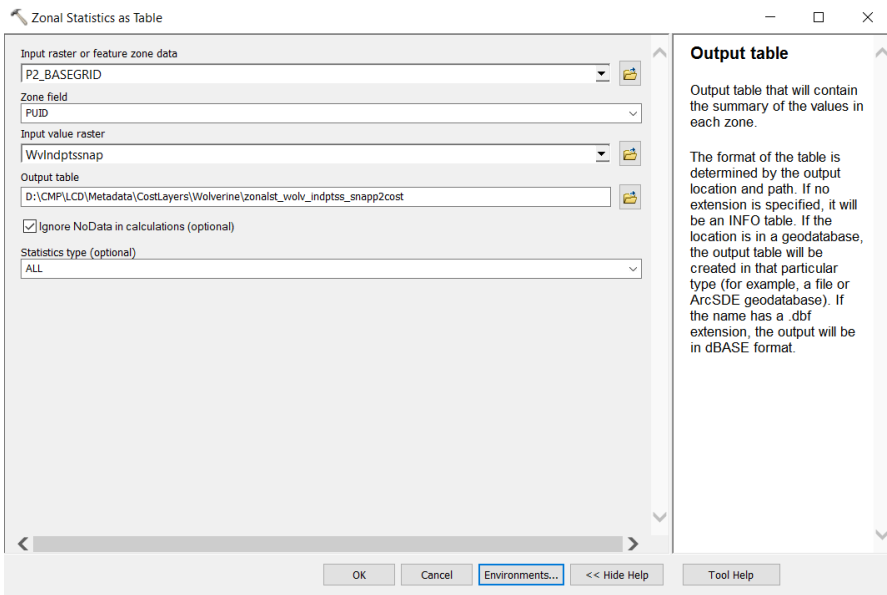 Zonal Statistics as Table
Input raster or feature zone data
P2_BASEGRID
Zone field
PUID
Input value raster
WvIndptssnap
Output table
D:\CMP\LCD\Metadata\CostLayers\Wolverine\zonalst_wolv_indptss_snapp2cost
Ignore NoData in calculations (optional)
Statistics type (optional)
ALL
Output table
Output table that will contain
the summary of the values in
each zone.
The format of the table is
determined by the output
location and path. If no
extension is specified, it will
be an INFO table. If the
location is in a geodatabase,
the output table will be
created in that particular
type (for example, a file or
ArcSDE geodatabase). If
the name has a .dbf
extension, the output will be
in dBASE format.
OK
Cancel
Environments...
<< Hide Help
Tool Help